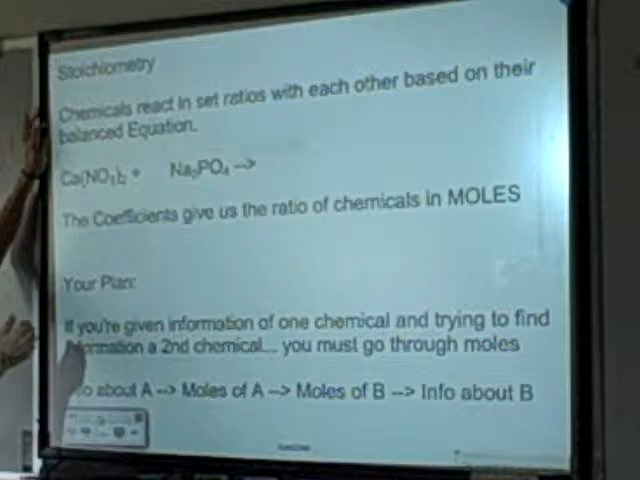 Stoichiometry
Chemicals react in set ratios with each other based on their
balanced Equation.
Ca(NO₃)₂ + Na₃PO₄ -->
The Coefficients give us the ratio of chemicals in MOLES
Your Plan:
If you're given information of one chemical and trying to find
information a 2nd chemical... you must go through moles
o about A --> Moles of A --> Moles of B --> Info about B